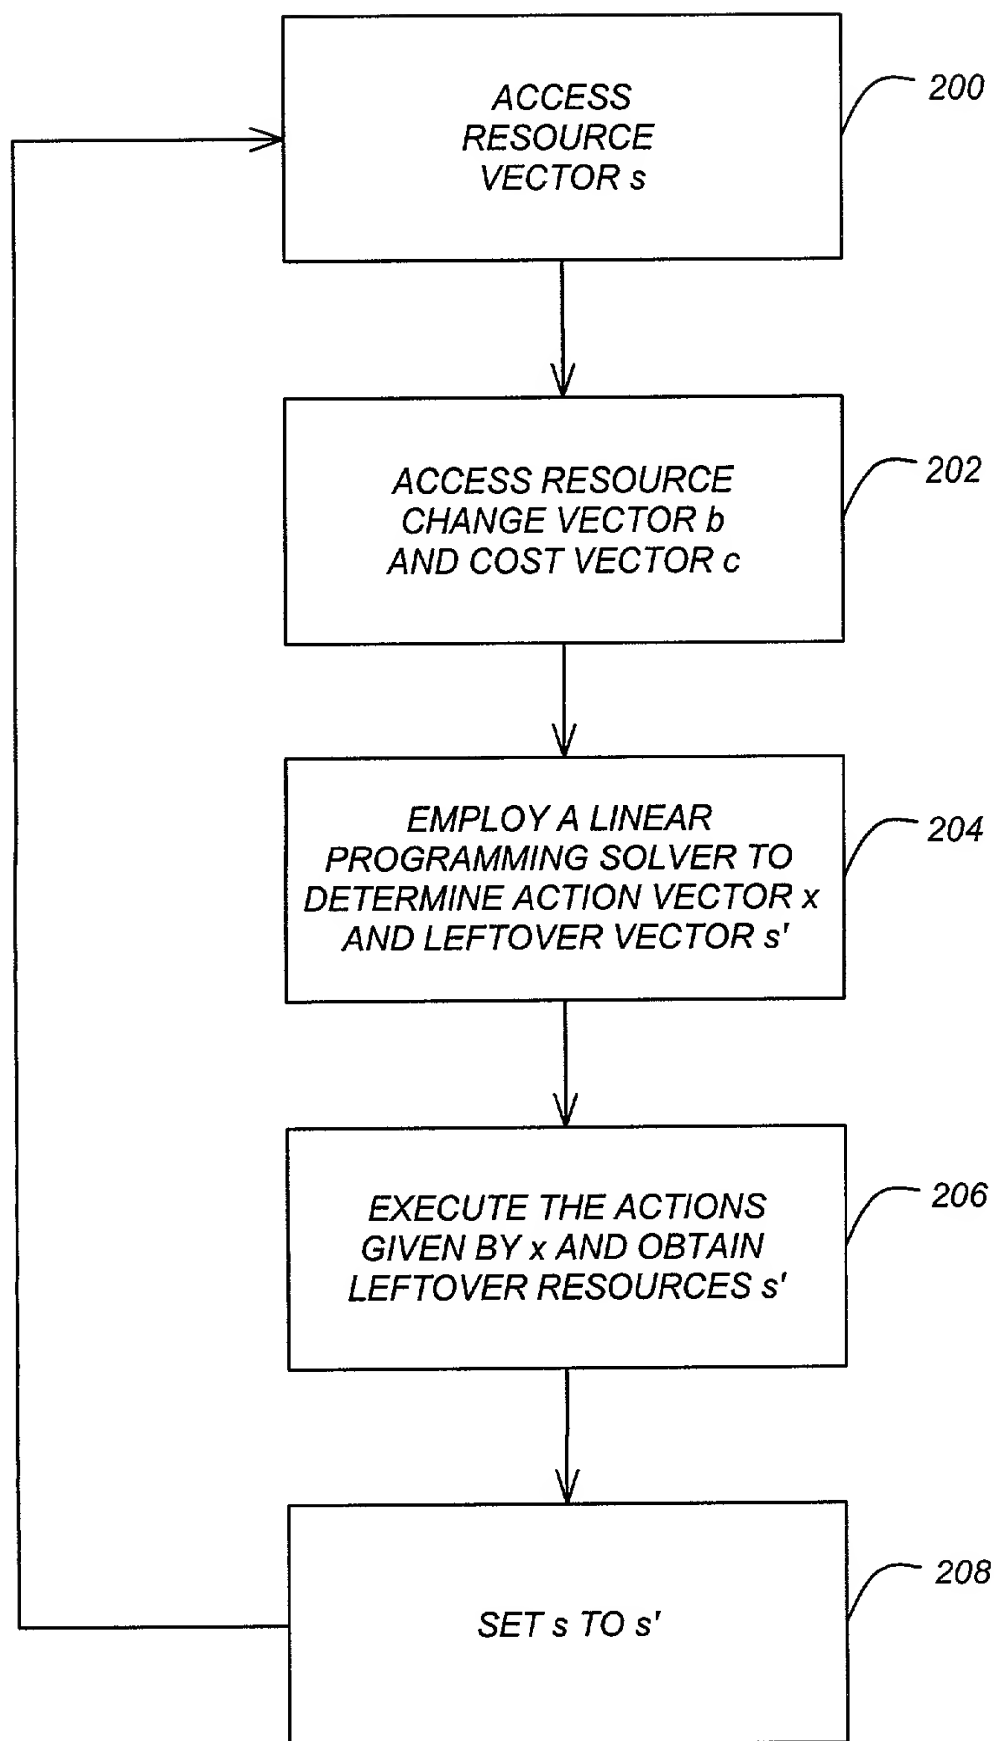 ACCESS
RESOURCE
VECTOR s
200
ACCESS RESOURCE
CHANGE VECTOR b
AND COST VECTOR c
202
EMPLOY A LINEAR
PROGRAMMING SOLVER TO
DETERMINE ACTION VECTOR x
AND LEFTOVER VECTOR s'
204
EXECUTE THE ACTIONS
GIVEN BY x AND OBTAIN
LEFTOVER RESOURCES s'
206
SET s TO s'
208